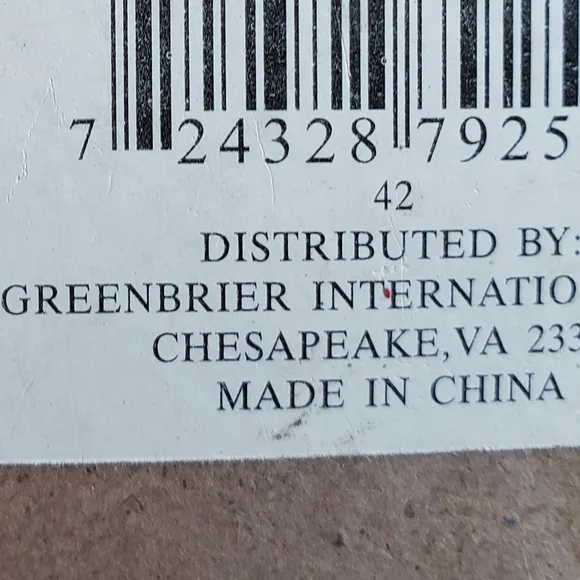 7 24328 7925
42
DISTRIBUTED BY:
GREENBRIER INTERNATIO
CHESAPEAKE, VA 233
MADE IN CHINA